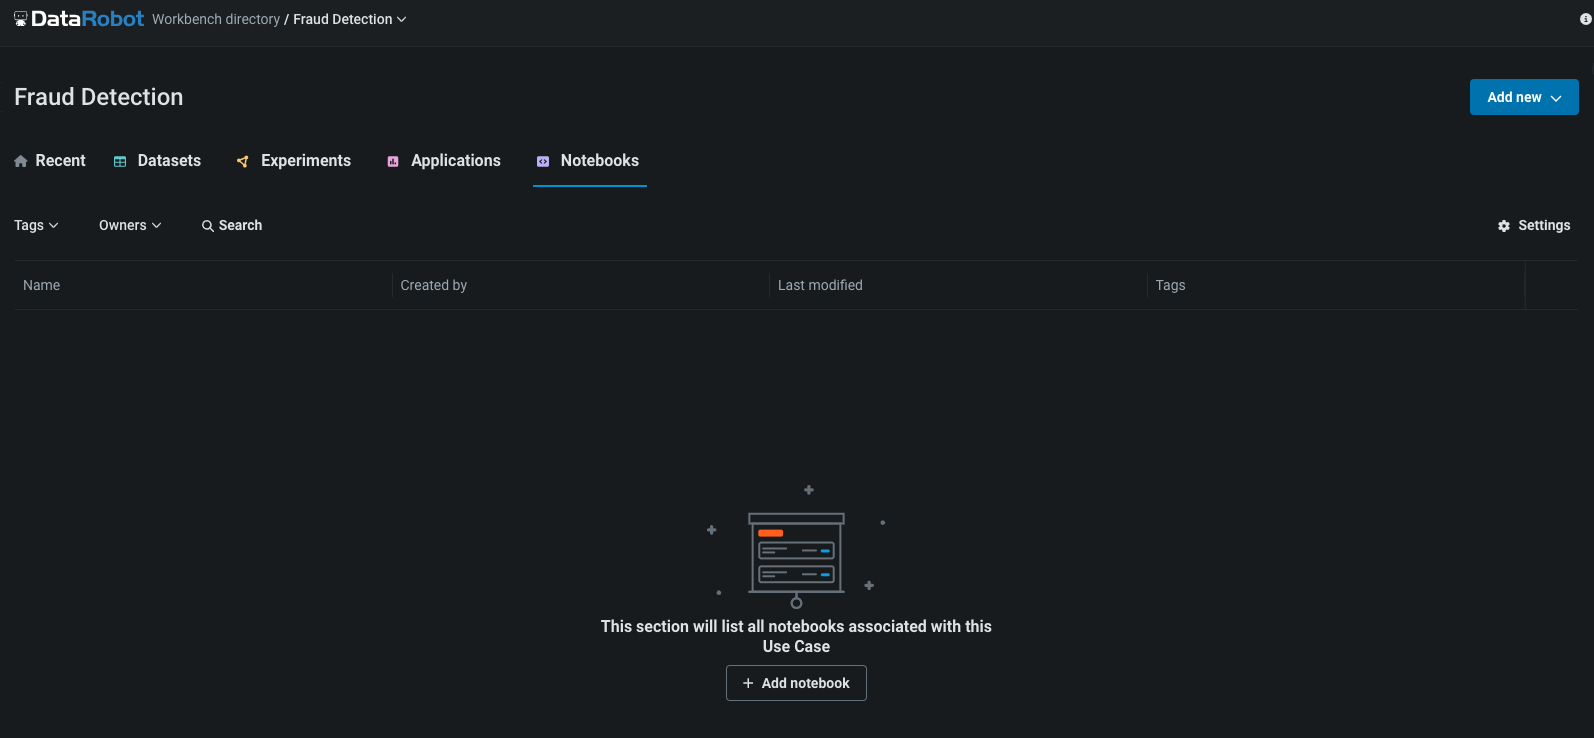 DataRobot Workbench directory / Fraud Detection
Fraud Detection
Add new
Recent Datasets Experiments Applications Notebooks
Tags Owners Search Settings
Name Created by Last modified Tags
This section will list all notebooks associated with this
Use Case
+ Add notebook